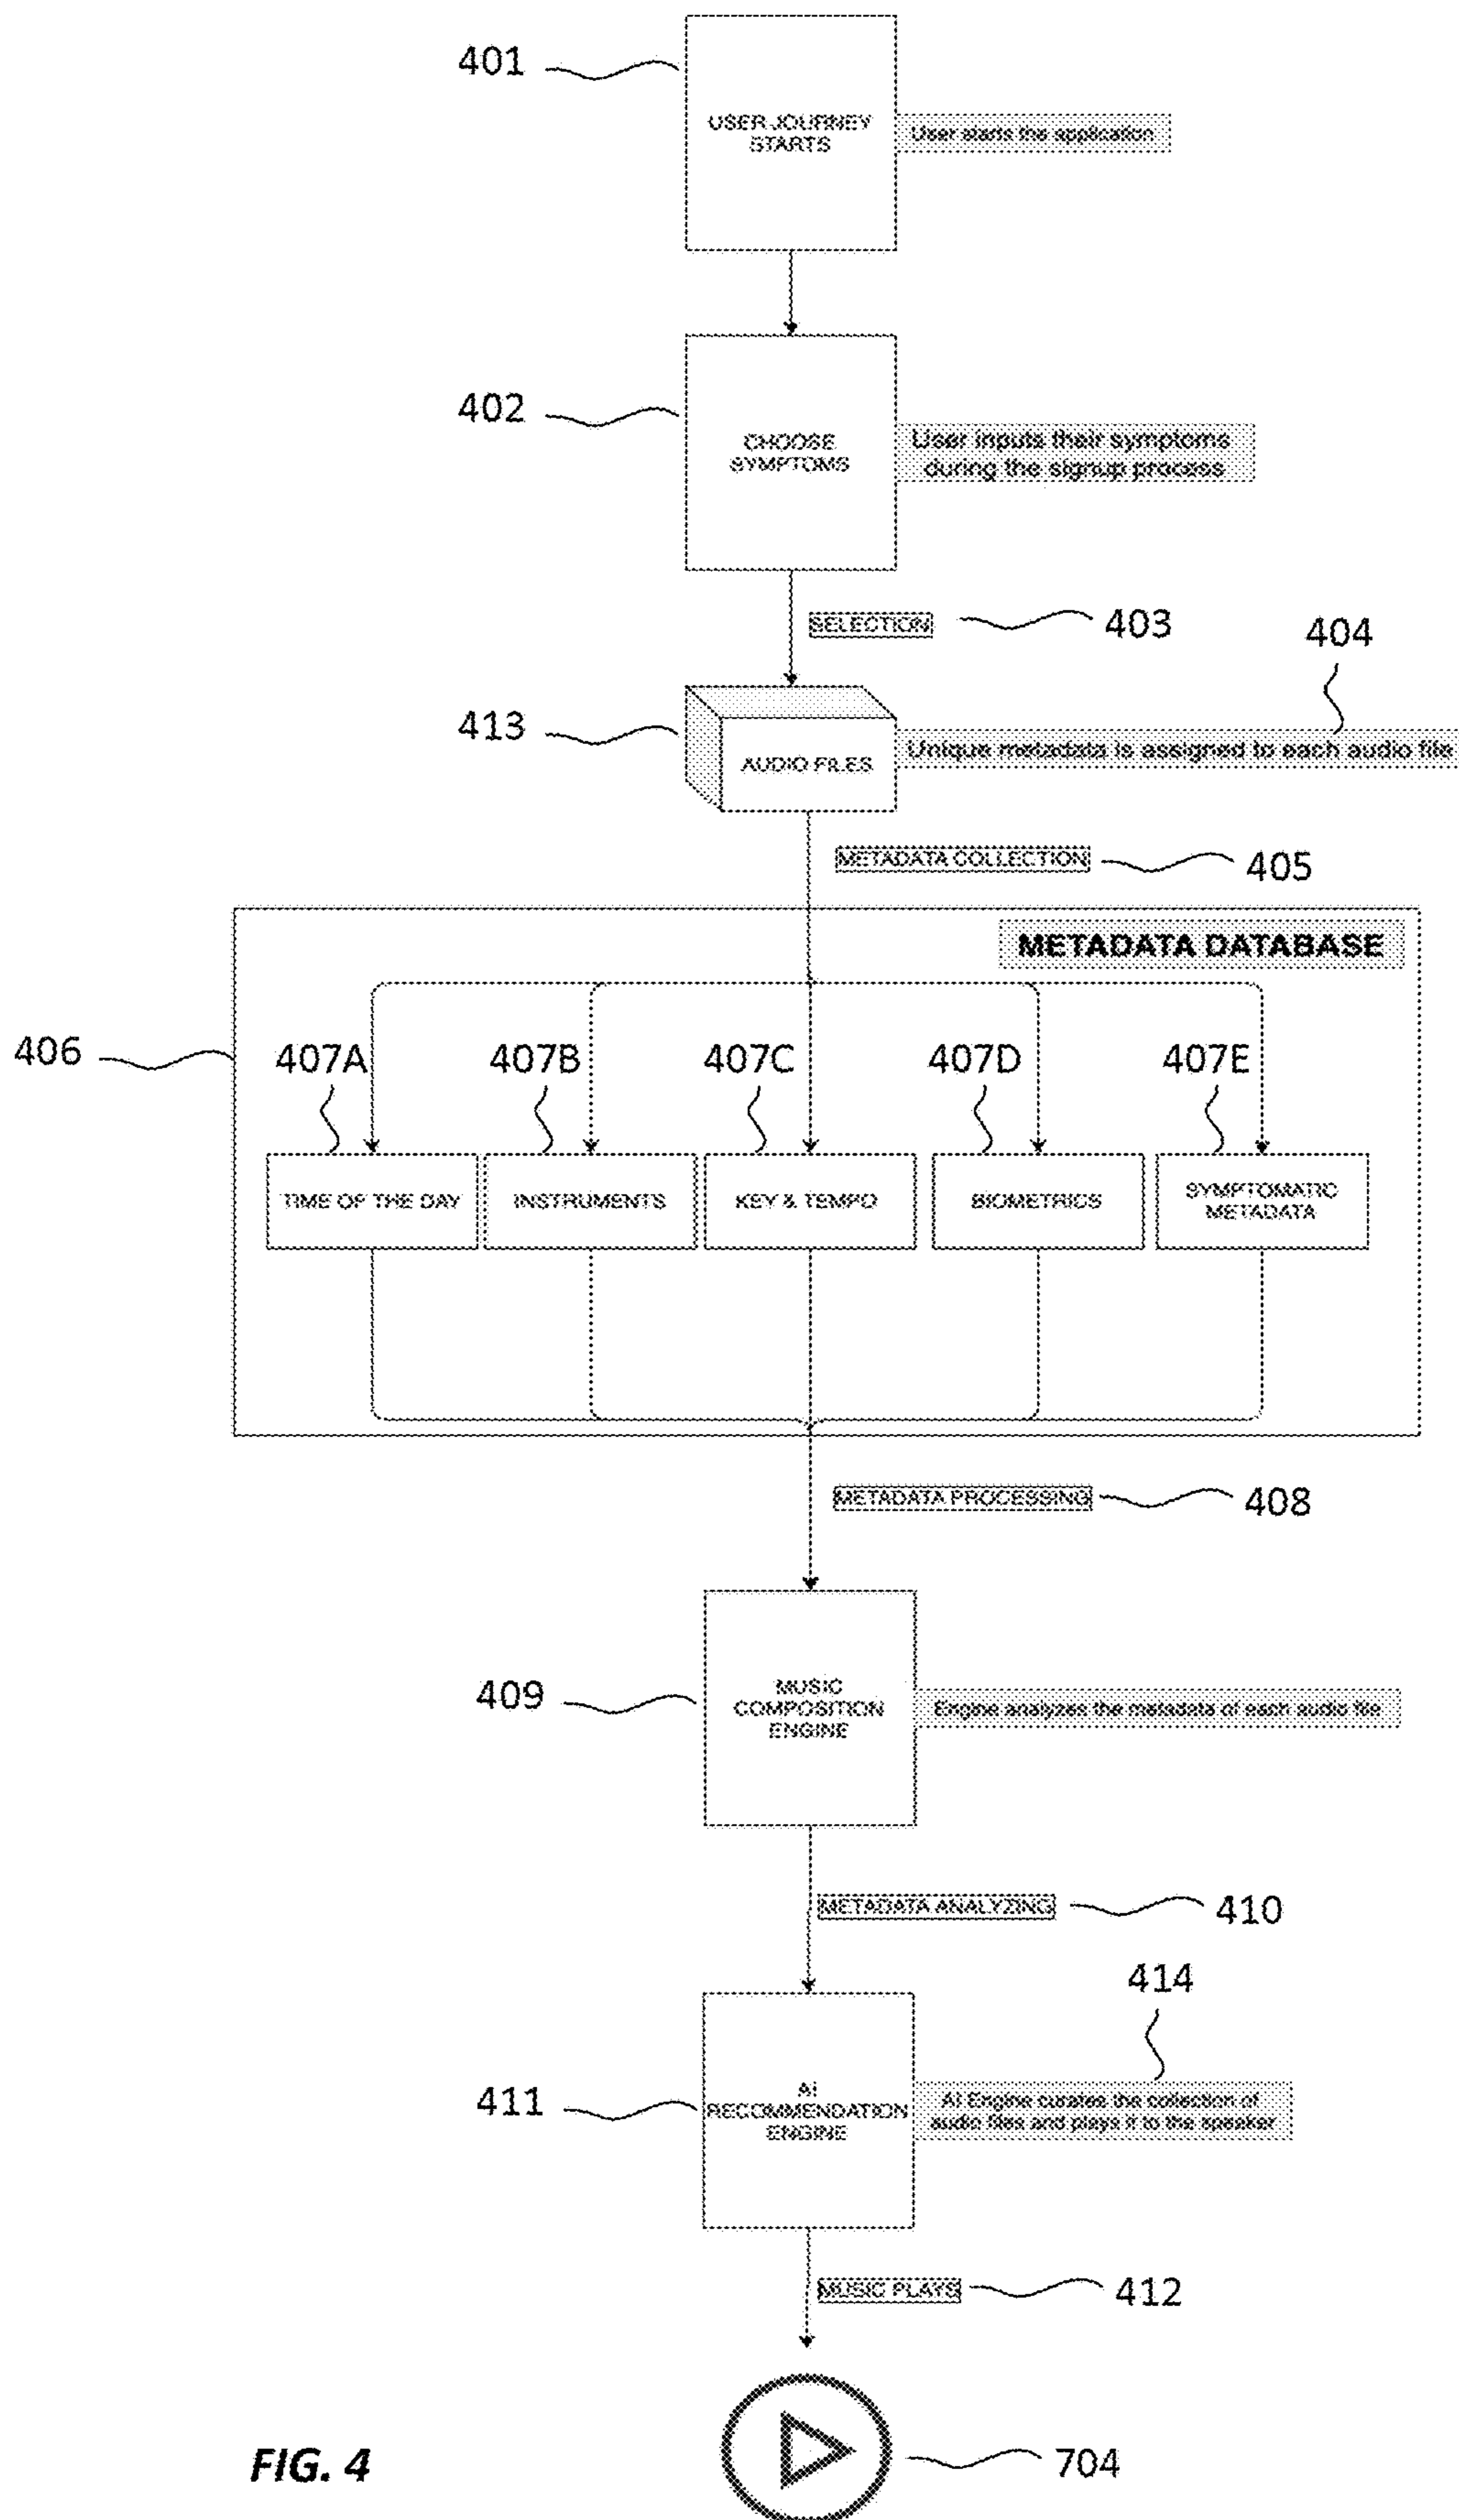 401
USER JOURNEY
STARTS
User starts the application
402
CHOOSE
SYMPTOMS
User inputs their symptoms
during the signup process
SELECTION
403
404
413
AUDIO FILES
Unique metadata is assigned to each audio file
METADATA COLLECTION
405
METADATA DATABASE
406
407A
407B
407C
407D
407E
TIME OF THE DAY
INSTRUMENTS
KEY & TEMPO
BIOMETRICS
SYMPTOMATIC
METADATA
METADATA PROCESSING
408
409
MUSIC
COMPOSITION
ENGINE
Engine analyzes the metadata of each audio file
METADATA ANALYZING
410
414
411
AI
RECOMMENDATION
ENGINE
AI Engine curates the collection of
audio files and plays it to the speaker
MUSIC PLAYS
412
704
FIG. 4